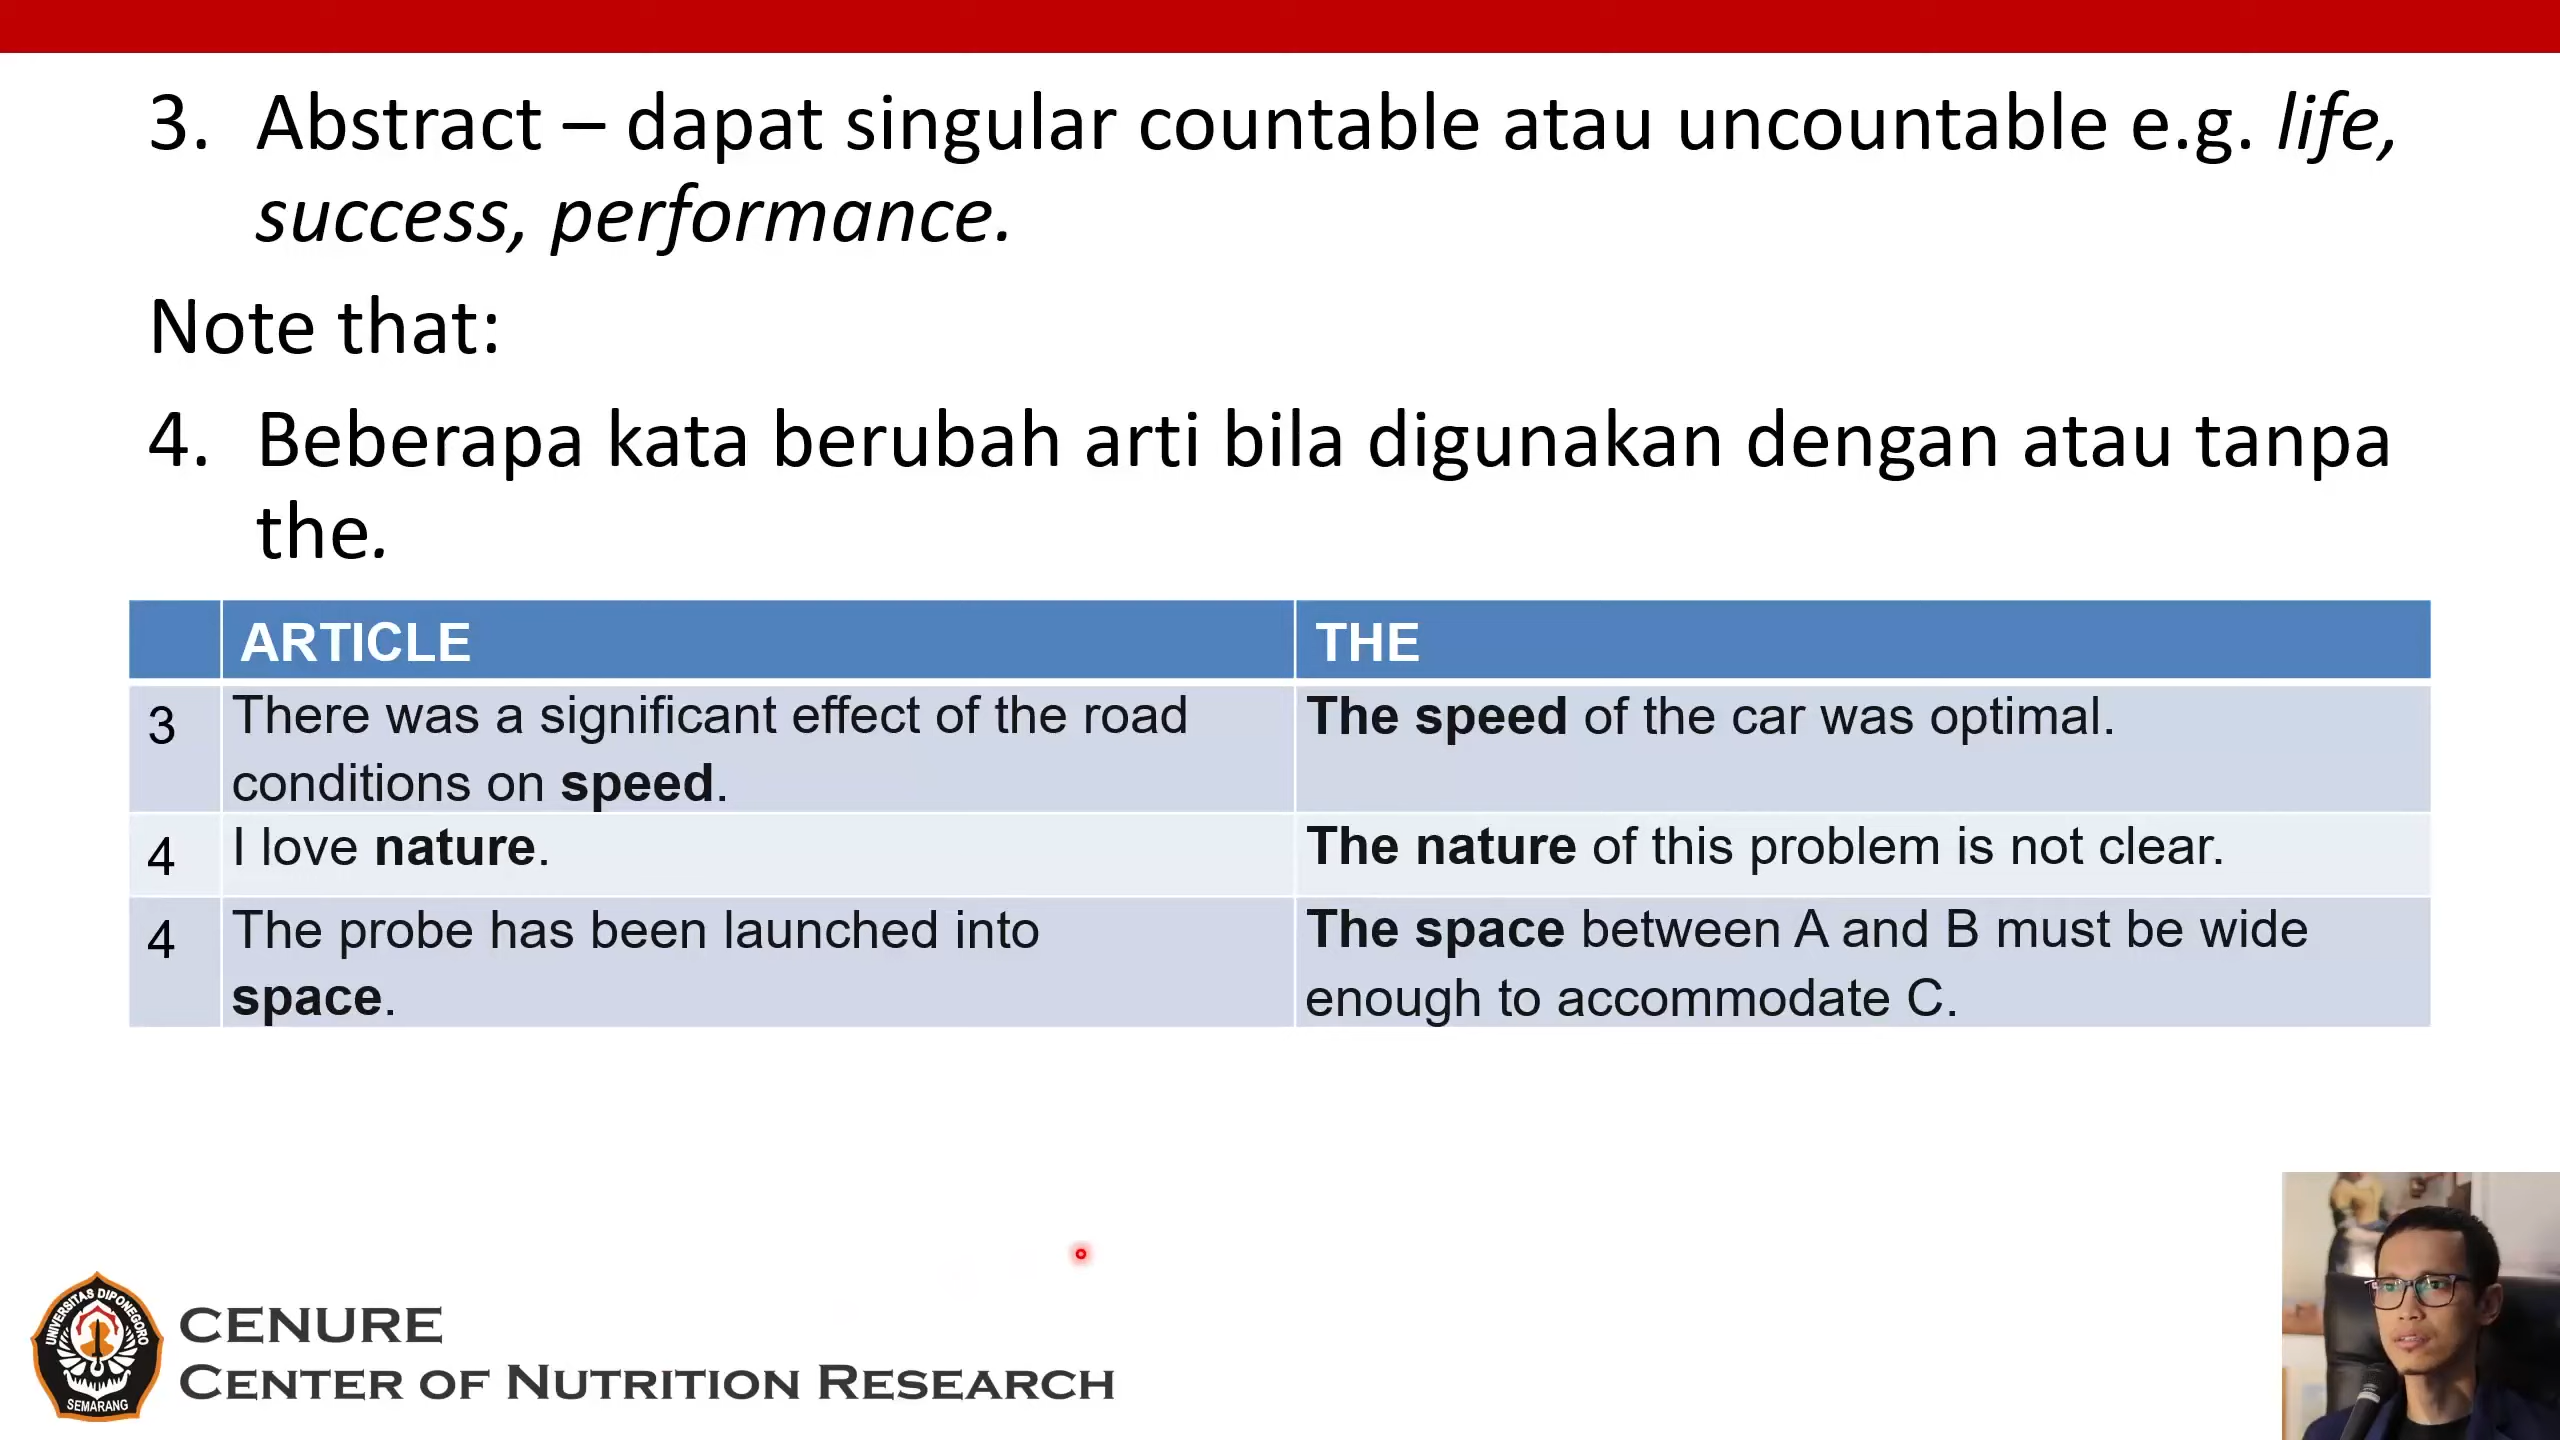 3. Abstract – dapat singular countable atau uncountable e.g. life,
success, performance.
Note that:
4. Beberapa kata berubah arti bila digunakan dengan atau tanpa
the.
ARTICLE THE
3 There was a significant effect of the road
conditions on speed.
The speed of the car was optimal.
4 I love nature.
The nature of this problem is not clear.
4 The probe has been launched into
space.
The space between A and B must be wide
enough to accommodate C.
UNIVERSITAS DIPONEGORO
SEMARANG
CENURE
CENTER OF NUTRITION RESEARCH